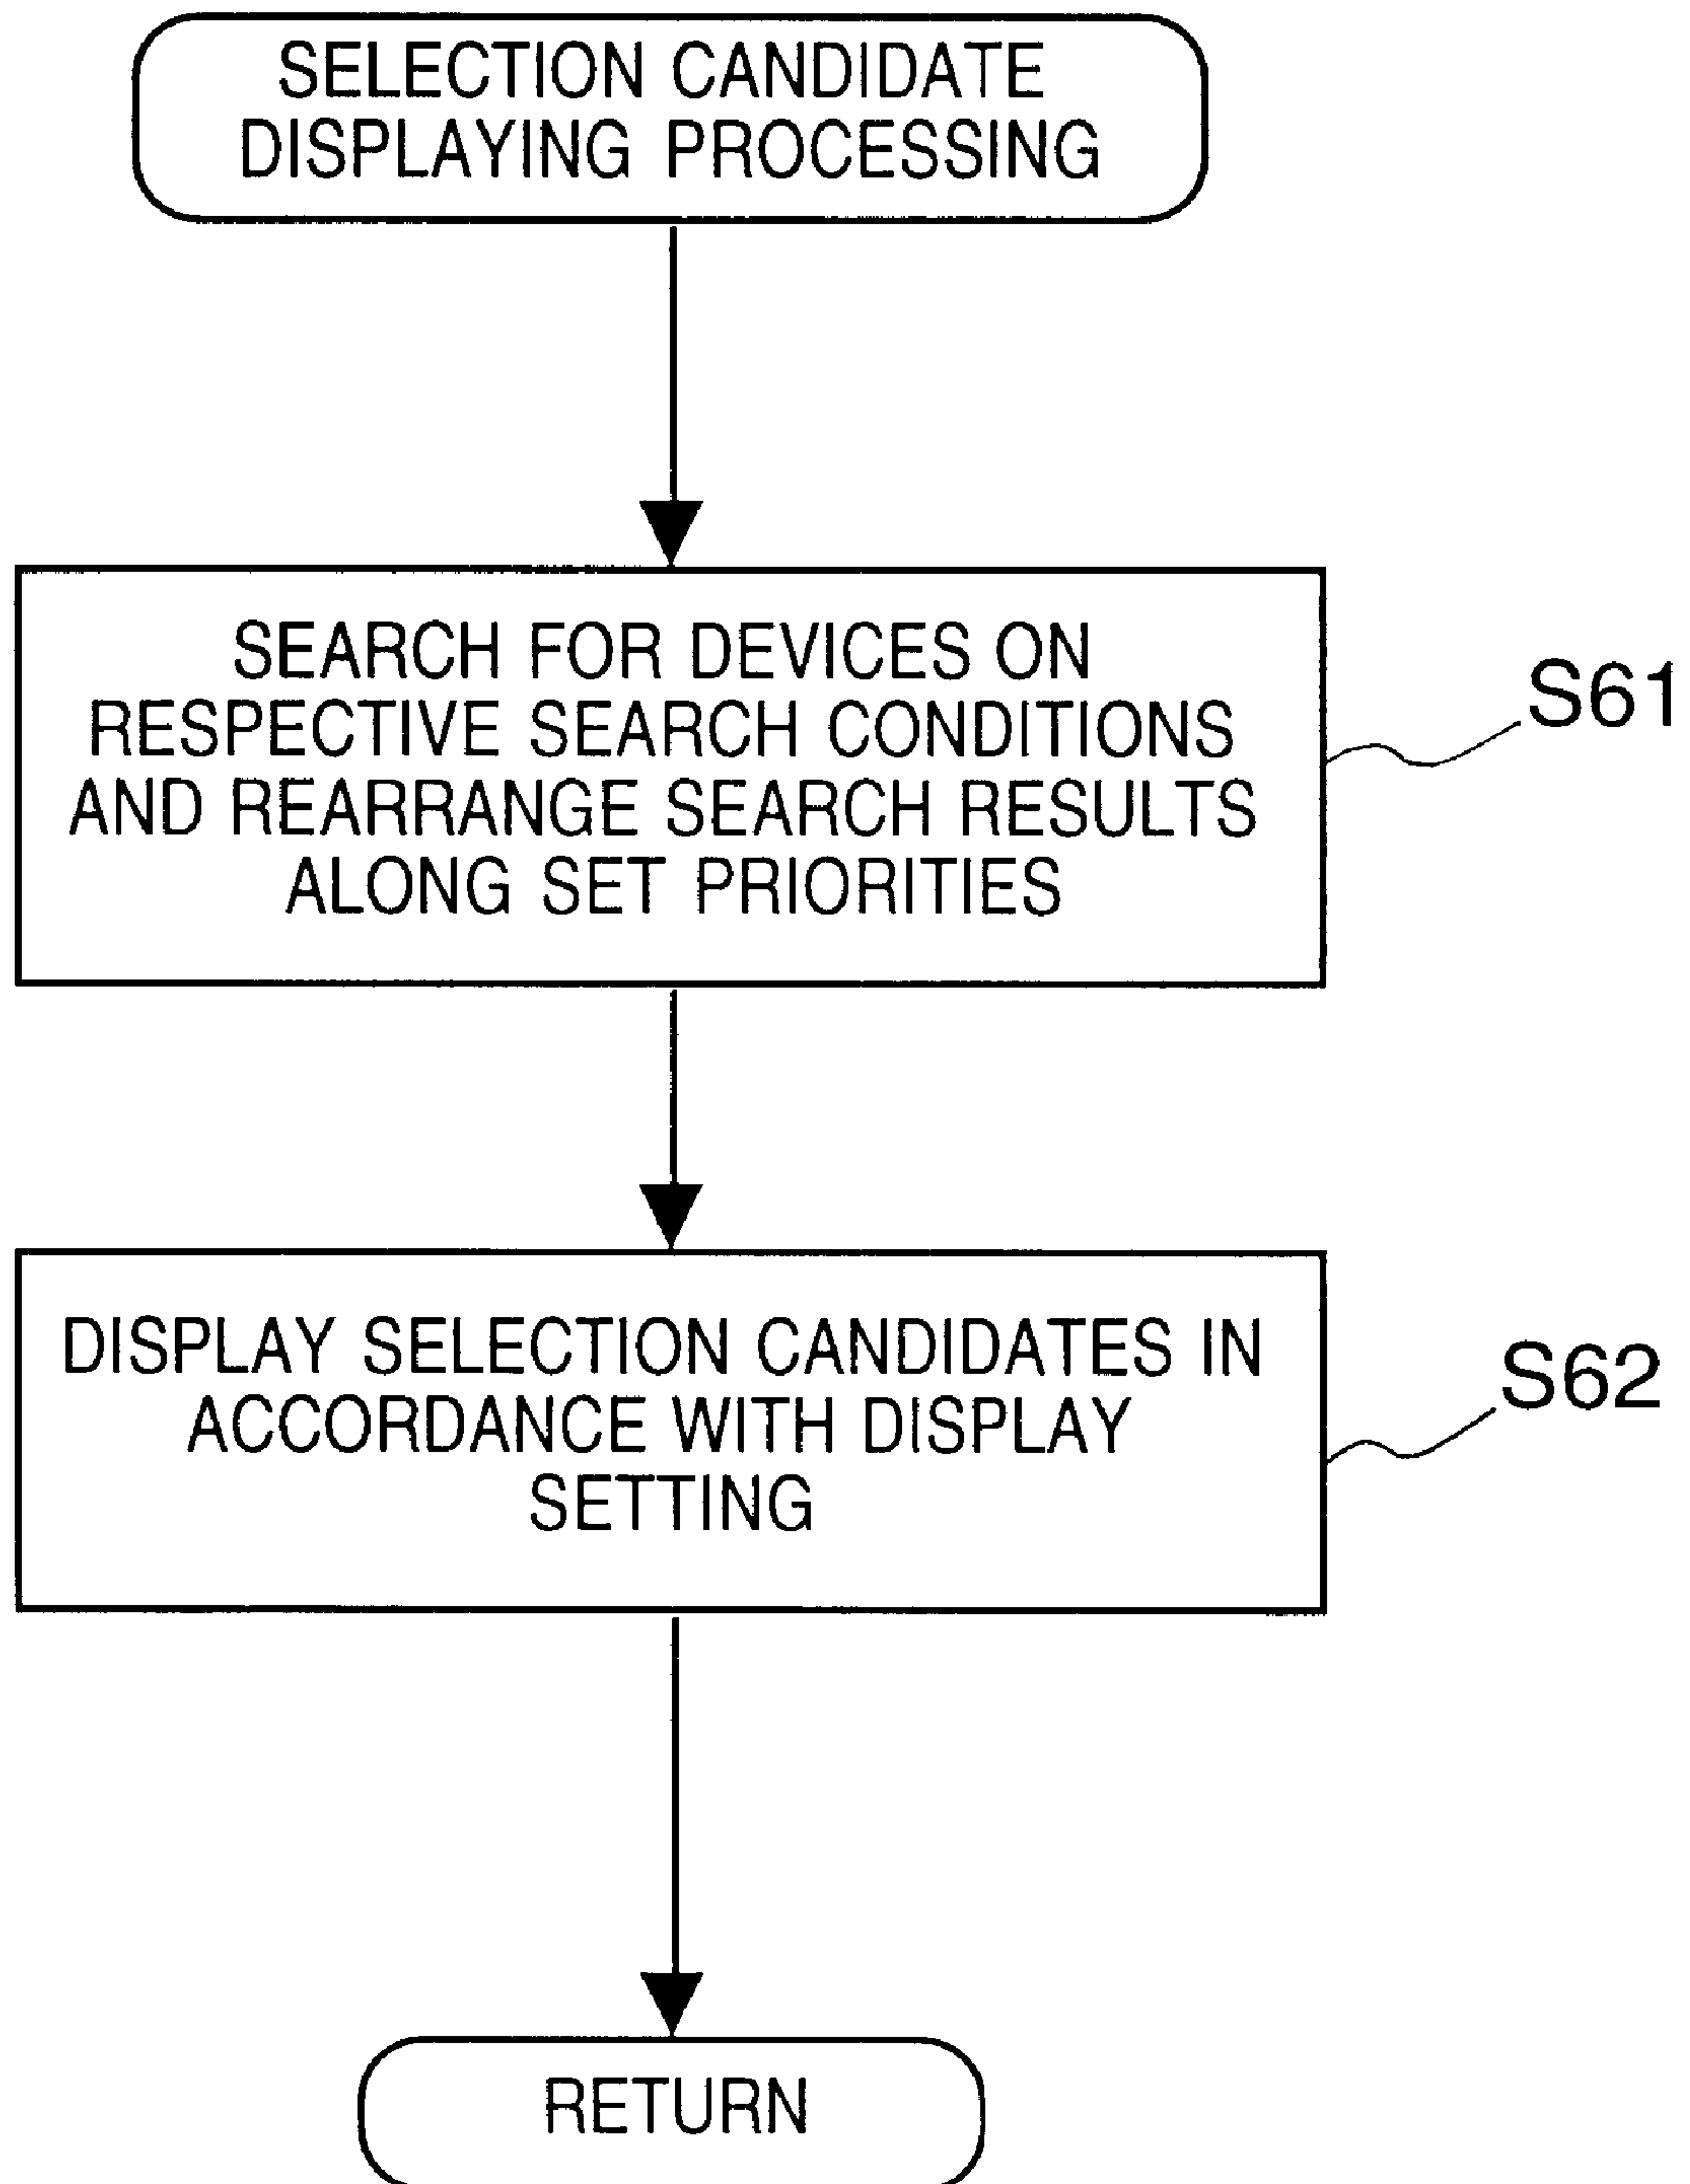 SELECTION CANDIDATE
DISPLAYING PROCESSING
SEARCH FOR DEVICES ON
RESPECTIVE SEARCH CONDITIONS
AND REARRANGE SEARCH RESULTS
ALONG SET PRIORITIES
S61
DISPLAY SELECTION CANDIDATES IN
ACCORDANCE WITH DISPLAY
SETTING
S62
RETURN